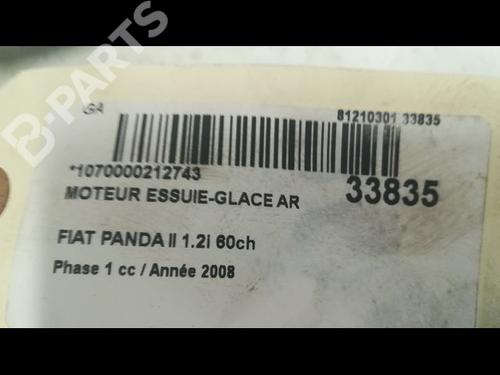 B-PARTS
GA
81210301 33835
*1070000212743
MOTEUR ESSUIE-GLACE AR
33835
FIAT PANDA II 1.2i 60ch
Phase 1 cc / Année 2008